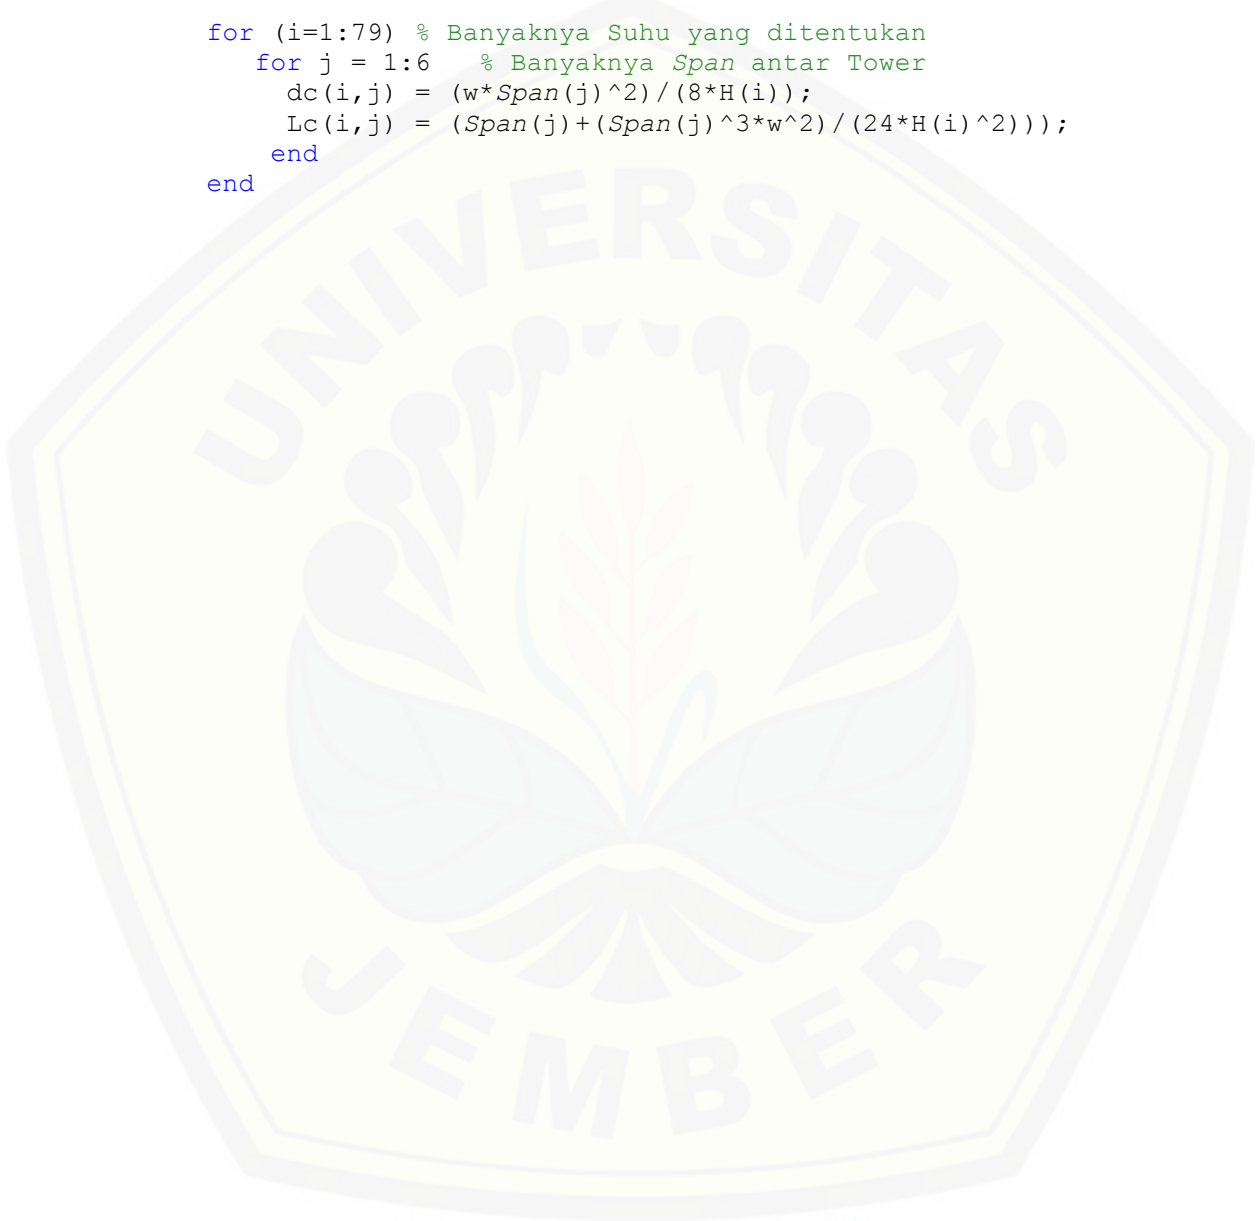 for (i=1:79) % Banyaknya Suhu yang ditentukan
for j = 1:6 % Banyaknya Span antar Tower
dc(i,j) = (w*Span(j)^2)/(8*H(i));
Lc(i,j) = (Span(j)+(Span(j)^3*w^2)/(24*H(i)^2)));
end
end
UNIVERSITAS
JEMBER